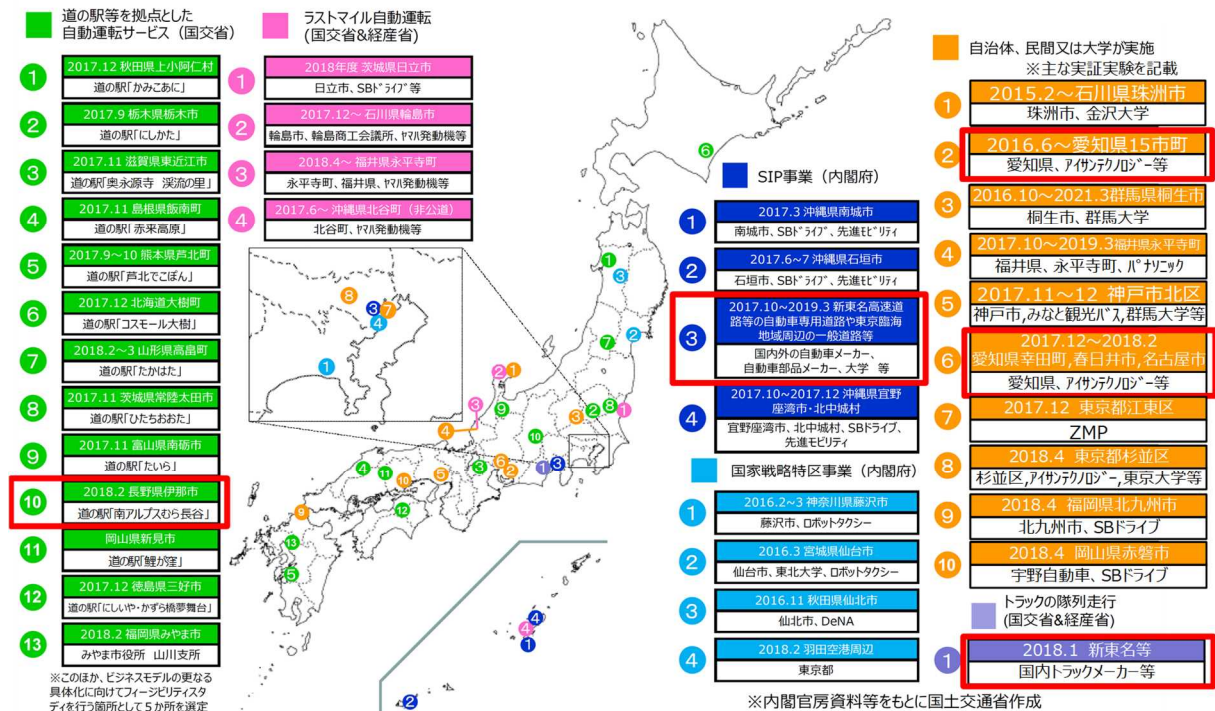 道の駅等を拠点とした
自動運転サービス（国交省）
1
2017.12 秋田県上小阿仁村
道の駅「かみこあに」
2
2017.9 栃木県栃木市
道の駅「にしかた」
3
2017.11 滋賀県東近江市
道の駅「奥永源寺 渓流の里」
4
2017.11 島根県飯南町
道の駅「赤来高原」
5
2017.9～10 熊本県芦北町
道の駅「芦北でこぽん」
6
2017.12 北海道大樹町
道の駅「コスモール大樹」
7
2018.2～3 山形県高畠町
道の駅「たかはた」
8
2017.11 茨城県常陸太田市
道の駅「ひたちおおた」
9
2017.11 富山県南砺市
道の駅「たいら」
10
2018.2 長野県伊那市
道の駅「南アルプスむら長谷」
11
岡山県新見市
道の駅「鯉が窪」
12
2017.12 徳島県三好市
道の駅「にしいや・かずら橋夢舞台」
13
2018.2 福岡県みやま市
みやま市役所 山川支所
※このほか、ビジネスモデルの更なる
具体化に向けてフィージビリティスタ
ディを行う箇所として５か所を選定
ラストマイル自動運転
(国交省&経産省)
1
2018年度 茨城県日立市
日立市、SBﾄﾞﾗｲﾌﾞ等
2
2017.12～ 石川県輪島市
輪島市、輪島商工会議所、ﾔﾏﾊ発動機等
3
2018.4～ 福井県永平寺町
永平寺町、福井県、ﾔﾏﾊ発動機等
4
2017.6～ 沖縄県北谷町（非公道）
北谷町、ﾔﾏﾊ発動機等
8
3
7
4
1
6
1
3
2
7
2
1
3
9
8
2
1
3
4
10
6
2
1
3
3
5
4
11
10
12
9
13
5
4
4
1
2
SIP事業（内閣府）
1
2017.3 沖縄県南城市
南城市、SBﾄﾞﾗｲﾌﾞ、先進ﾓﾋﾞﾘﾃｨ
2
2017.6～7 沖縄県石垣市
石垣市、SBﾄﾞﾗｲﾌﾞ、先進ﾓﾋﾞﾘﾃｨ
3
2017.10～2019.3 新東名高速道
路等の自動車専用道路や東京臨海
地域周辺の一般道路等
国内外の自動車メーカー、
自動車部品メーカー、大学 等
4
2017.10～2017.12 沖縄県宜野
座湾市・北中城村
宜野座湾市、北中城村、SBドライブ、
先進モビリティ
国家戦略特区事業（内閣府）
1
2016.2～3 神奈川県藤沢市
藤沢市、ロボットタクシー
2
2016.3 宮城県仙台市
仙台市、東北大学、ロボットタクシー
3
2016.11 秋田県仙北市
仙北市、DeNA
4
2018.2 羽田空港周辺
東京都
自治体、民間又は大学が実施
※主な実証実験を記載
1
2015.2～石川県珠洲市
珠洲市、金沢大学
2
2016.6～愛知県15市町
愛知県、ｱｲｻﾝﾃｸﾉﾛｼﾞｰ等
3
2016.10～2021.3群馬県桐生市
桐生市、群馬大学
4
2017.10～2019.3福井県永平寺町
福井県、永平寺町、ﾊﾟﾅｿﾆｯｸ
5
2017.11～12 神戸市北区
神戸市,みなと観光ﾊﾞｽ,群馬大学等
6
2017.12～2018.2
愛知県幸田町,春日井市,名古屋市
愛知県、ｱｲｻﾝﾃｸﾉﾛｼﾞｰ等
7
2017.12 東京都江東区
ZMP
8
2018.4 東京都杉並区
杉並区,ｱｲｻﾝﾃｸﾉﾛｼﾞｰ,東京大学等
9
2018.4 福岡県北九州市
北九州市、SBドライブ
10
2018.4 岡山県赤磐市
宇野自動車、SBドライブ
トラックの隊列走行
(国交省&経産省)
1
2018.1 新東名等
国内トラックメーカー等
※内閣官房資料等をもとに国土交通省作成